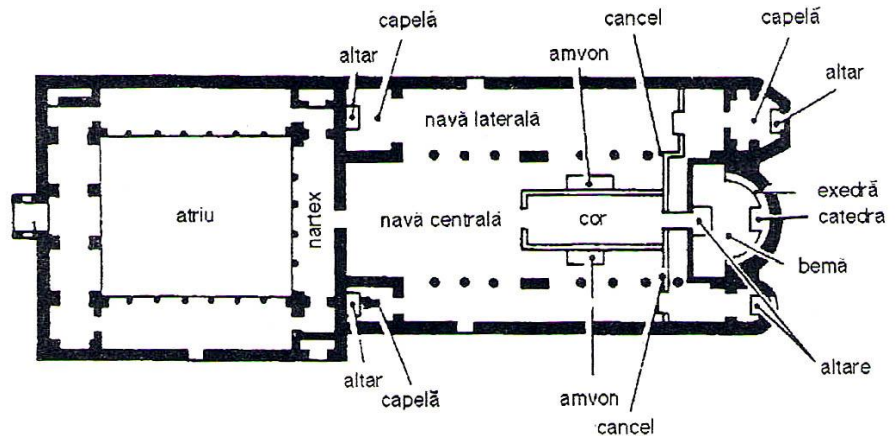 cancel
capelă
capelă
amvon
altar
altar
navă laterală
exedră
atriu
nartex
navă centrală
cor
catedra
bemă
altar
altare
capelă
amvon
cancel